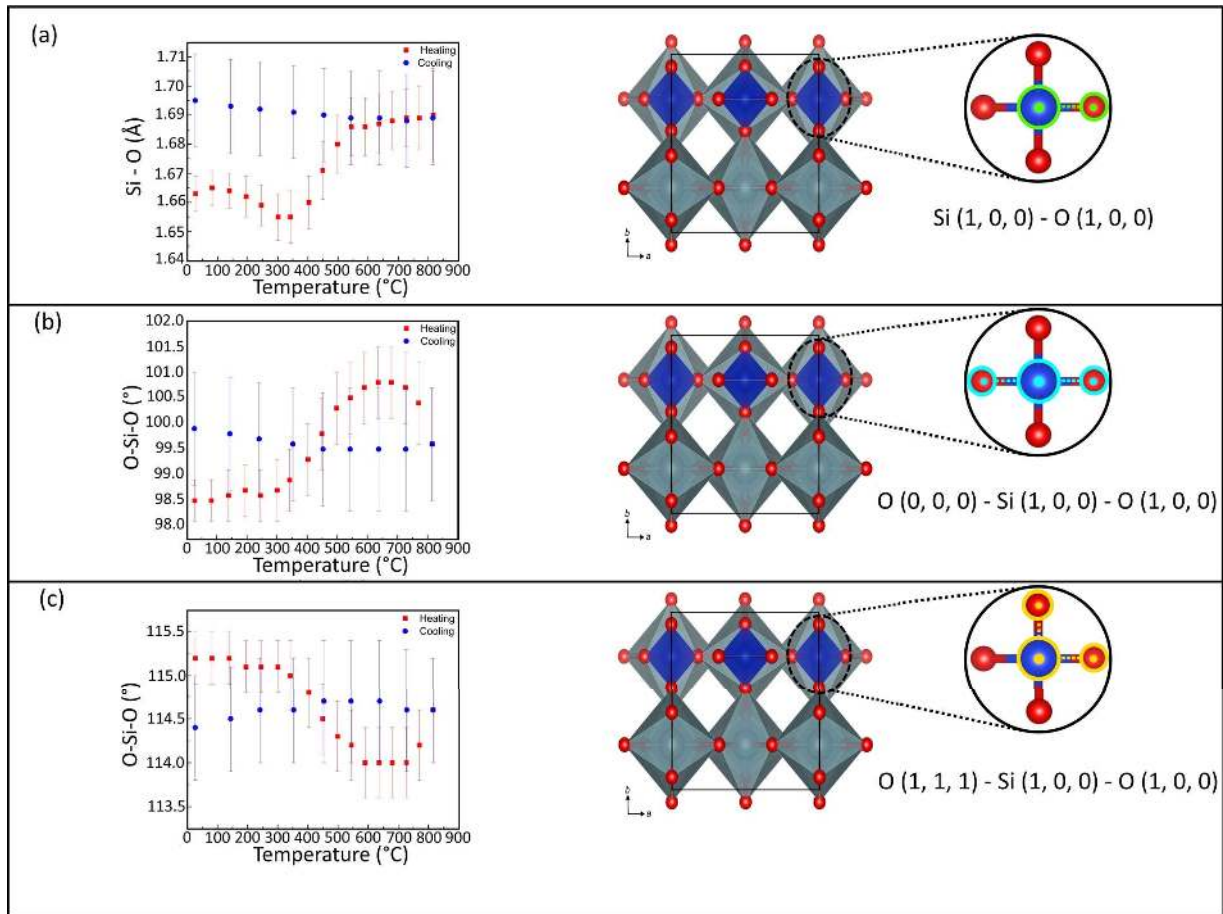 (a)
Heating
Cooling
1.71
1.70
1.69
1.68
1.67
1.66
1.65
1.64
Si - O (Å)
0 100 200 300 400 500 600 700 800 900
Temperature (°C)
b
a
Si (1, 0, 0) - O (1, 0, 0)
(b)
Heating
Cooling
102.0
101.5
101.0
100.5
100.0
99.5
99.0
98.5
98.0
O-Si-O (°)
0 100 200 300 400 500 600 700 800 900
Temperature (°C)
b
a
O (0, 0, 0) - Si (1, 0, 0) - O (1, 0, 0)
(c)
Heating
Cooling
115.5
115.0
114.5
114.0
113.5
O-Si-O (°)
0 100 200 300 400 500 600 700 800 900
Temperature (°C)
b
a
O (1, 1, 1) - Si (1, 0, 0) - O (1, 0, 0)